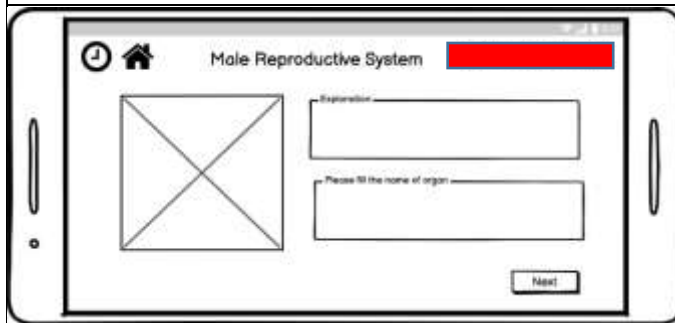 Male Reproductive System
Explanation
Please fill the name of organ
Next